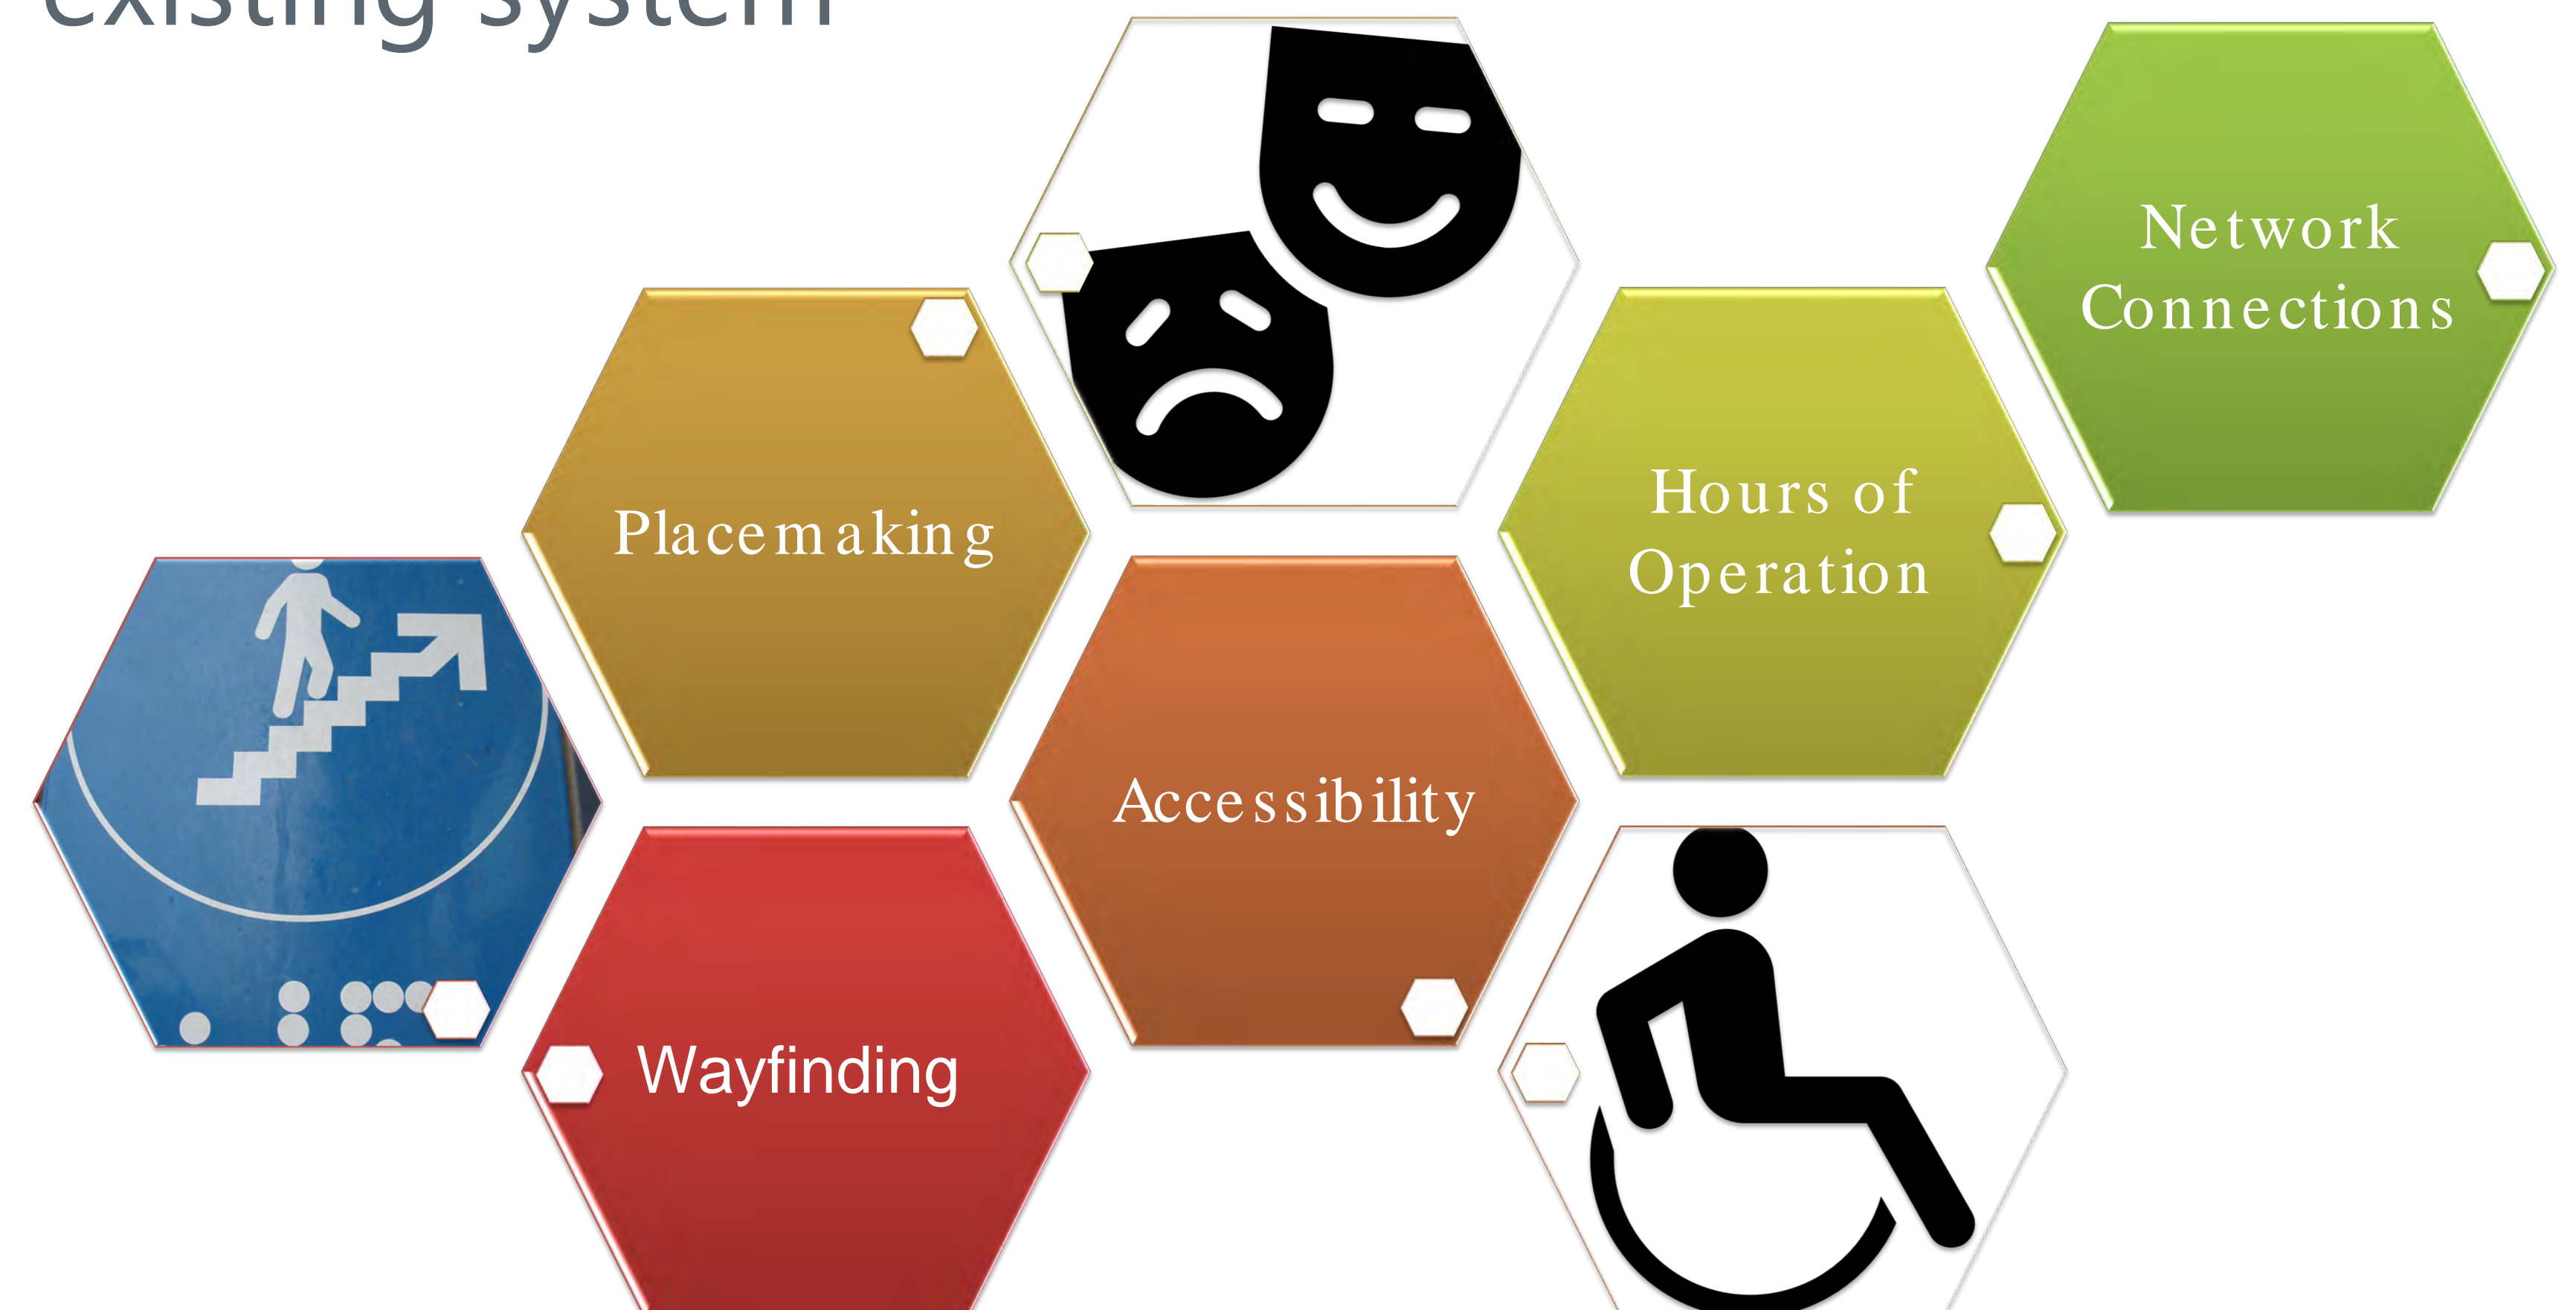 existing system
Network
Connections
Hours of
Operation
Placemaking
Accessibility
Wayfinding